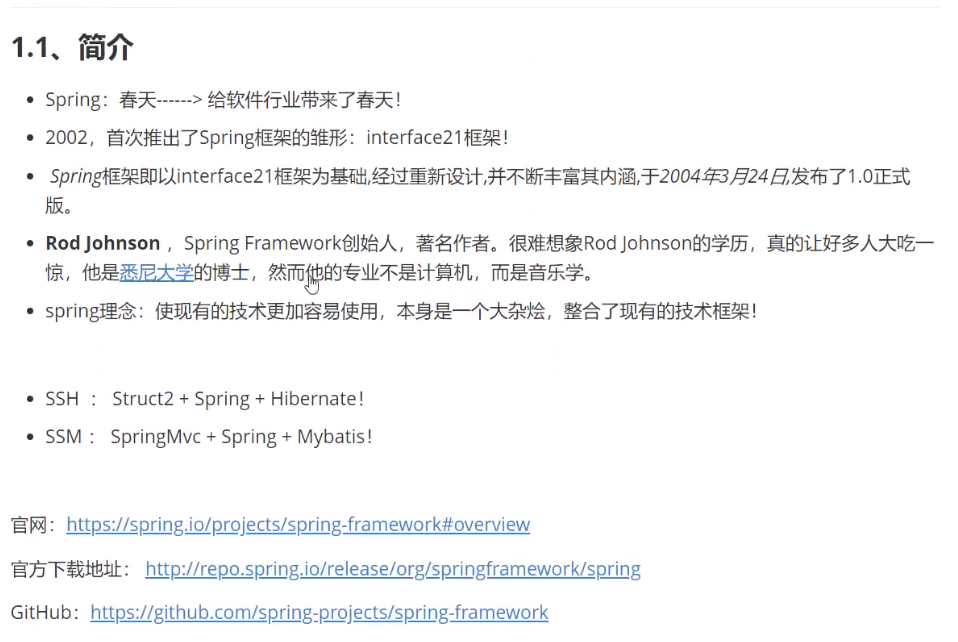 1.1、简介
Spring：春天------> 给软件行业带来了春天！
2002，首次推出了Spring框架的雏形：interface21框架！
Spring框架即以interface21框架为基础,经过重新设计,并不断丰富其内涵,于2004年3月24日,发布了1.0正式
版。
Rod Johnson ，Spring Framework创始人，著名作者。很难想象Rod Johnson的学历，真的让好多人大吃一
惊，他是悉尼大学的博士，然而他的专业不是计算机，而是音乐学。
spring理念：使现有的技术更加容易使用，本身是一个大杂烩，整合了现有的技术框架！
SSH ： Struct2 + Spring + Hibernate！
SSM ： SpringMvc + Spring + Mybatis！
官网：https://spring.io/projects/spring-framework#overview
官方下载地址： http://repo.spring.io/release/org/springframework/spring
GitHub：https://github.com/spring-projects/spring-framework